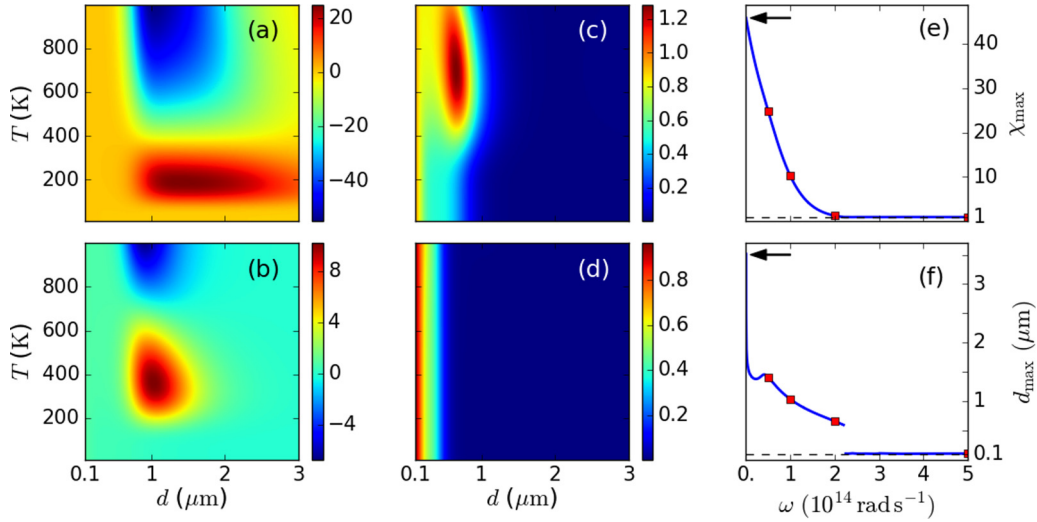 (a)
T (K)
800
600
400
200
20
0
−20
−40
(c)
1.2
1.0
0.8
0.6
0.4
0.2
(e)
40
30
20
10
1
χmax
(b)
T (K)
800
600
400
200
0.1 1 2 3
d (μm)
8
4
0
−4
−8
(d)
0.1 1 2 3
d (μm)
0.8
0.6
0.4
0.2
(f)
3
2
1
0.1
dmax (μm)
0. 1 2 3 4 5
ω (10¹⁴ rad s⁻¹)